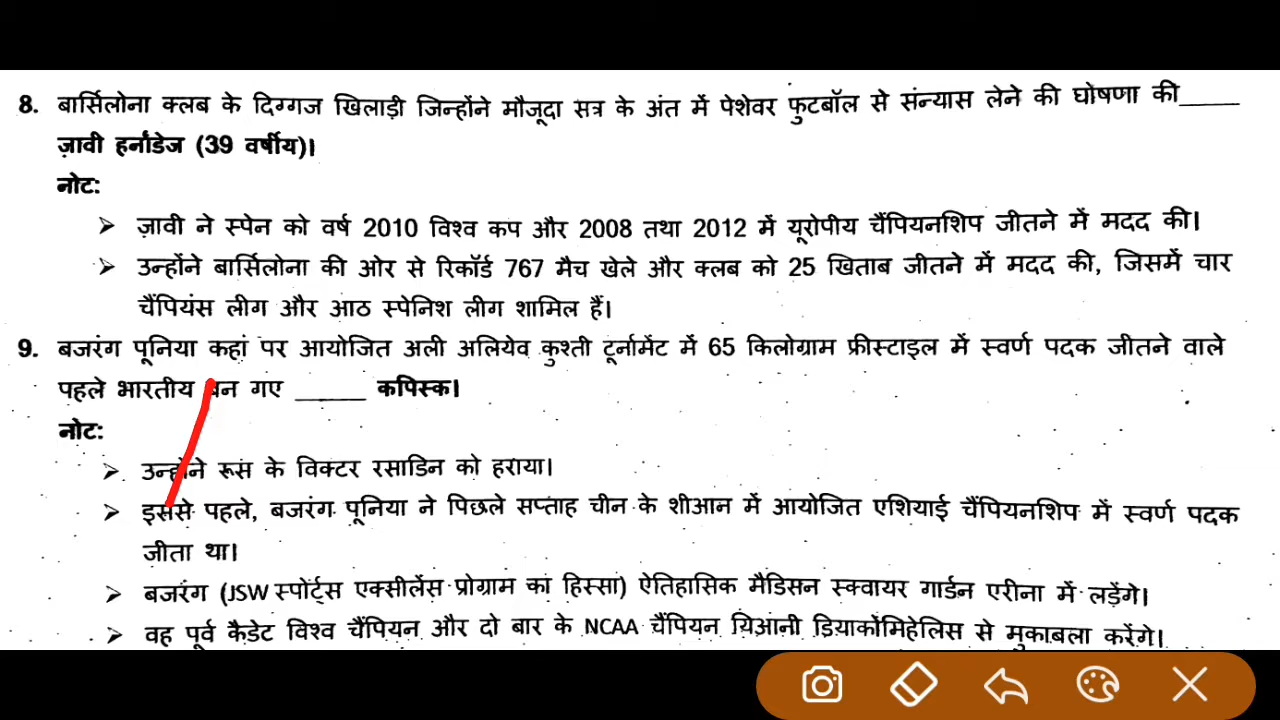 8. बार्सिलोना क्लब के दिग्गज खिलाड़ी जिन्होंने मौजूदा सत्र के अंत में पेशेवर फुटबॉल से संन्यास लेने की घोषणा की____
ज़ावी हर्नांडेज (39 वर्षीय)।
नोट:
➢ ज़ावी ने स्पेन को वर्ष 2010 विश्व कप और 2008 तथा 2012 में यूरोपीय चैंपियनशिप जीतने में मदद की।
➢ उन्होंने बार्सिलोना की ओर से रिकॉर्ड 767 मैच खेले और क्लब को 25 खिताब जीतने में मदद की, जिसमें चार
चैंपियंस लीग और आठ स्पेनिश लीग शामिल हैं।
9. बजरंग पूनिया कहां पर आयोजित अली अलियेव कुश्ती टूर्नामेंट में 65 किलोग्राम फ्रीस्टाइल में स्वर्ण पदक जीतने वाले
पहले भारतीय बन गए _____ कपिस्क।
नोट:
➢ उन्होंने रूस के विक्टर रसाडिन को हराया।
➢ इससे पहले, बजरंग पूनिया ने पिछले सप्ताह चीन के शीआन में आयोजित एशियाई चैंपियनशिप में स्वर्ण पदक
जीता था।
➢ बजरंग (JSW स्पोर्ट्स एक्सीलेंस प्रोग्राम का हिस्सा) ऐतिहासिक मैडिसन स्क्वायर गार्डन एरीना में लड़ेंगे।
➢ वह पूर्व कैडेट विश्व चैंपियन और दो बार के NCAA चैंपियन यिआनी डियाकोमिहेलिस से मुकाबला करेंगे।